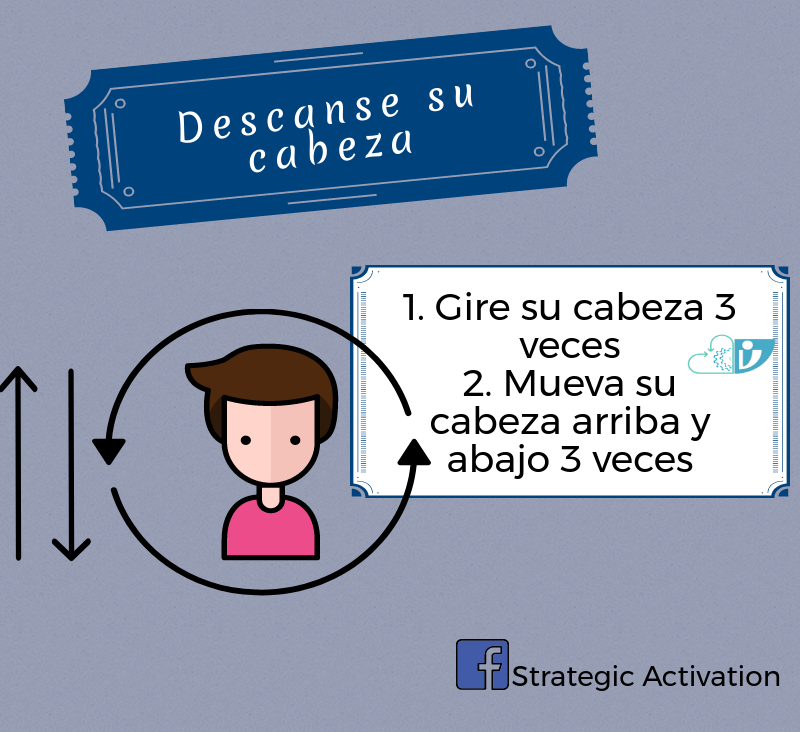 Descanse su
cabeza
1. Gire su cabeza 3
veces
2. Mueva su
cabeza arriba y
abajo 3 veces
Strategic Activation